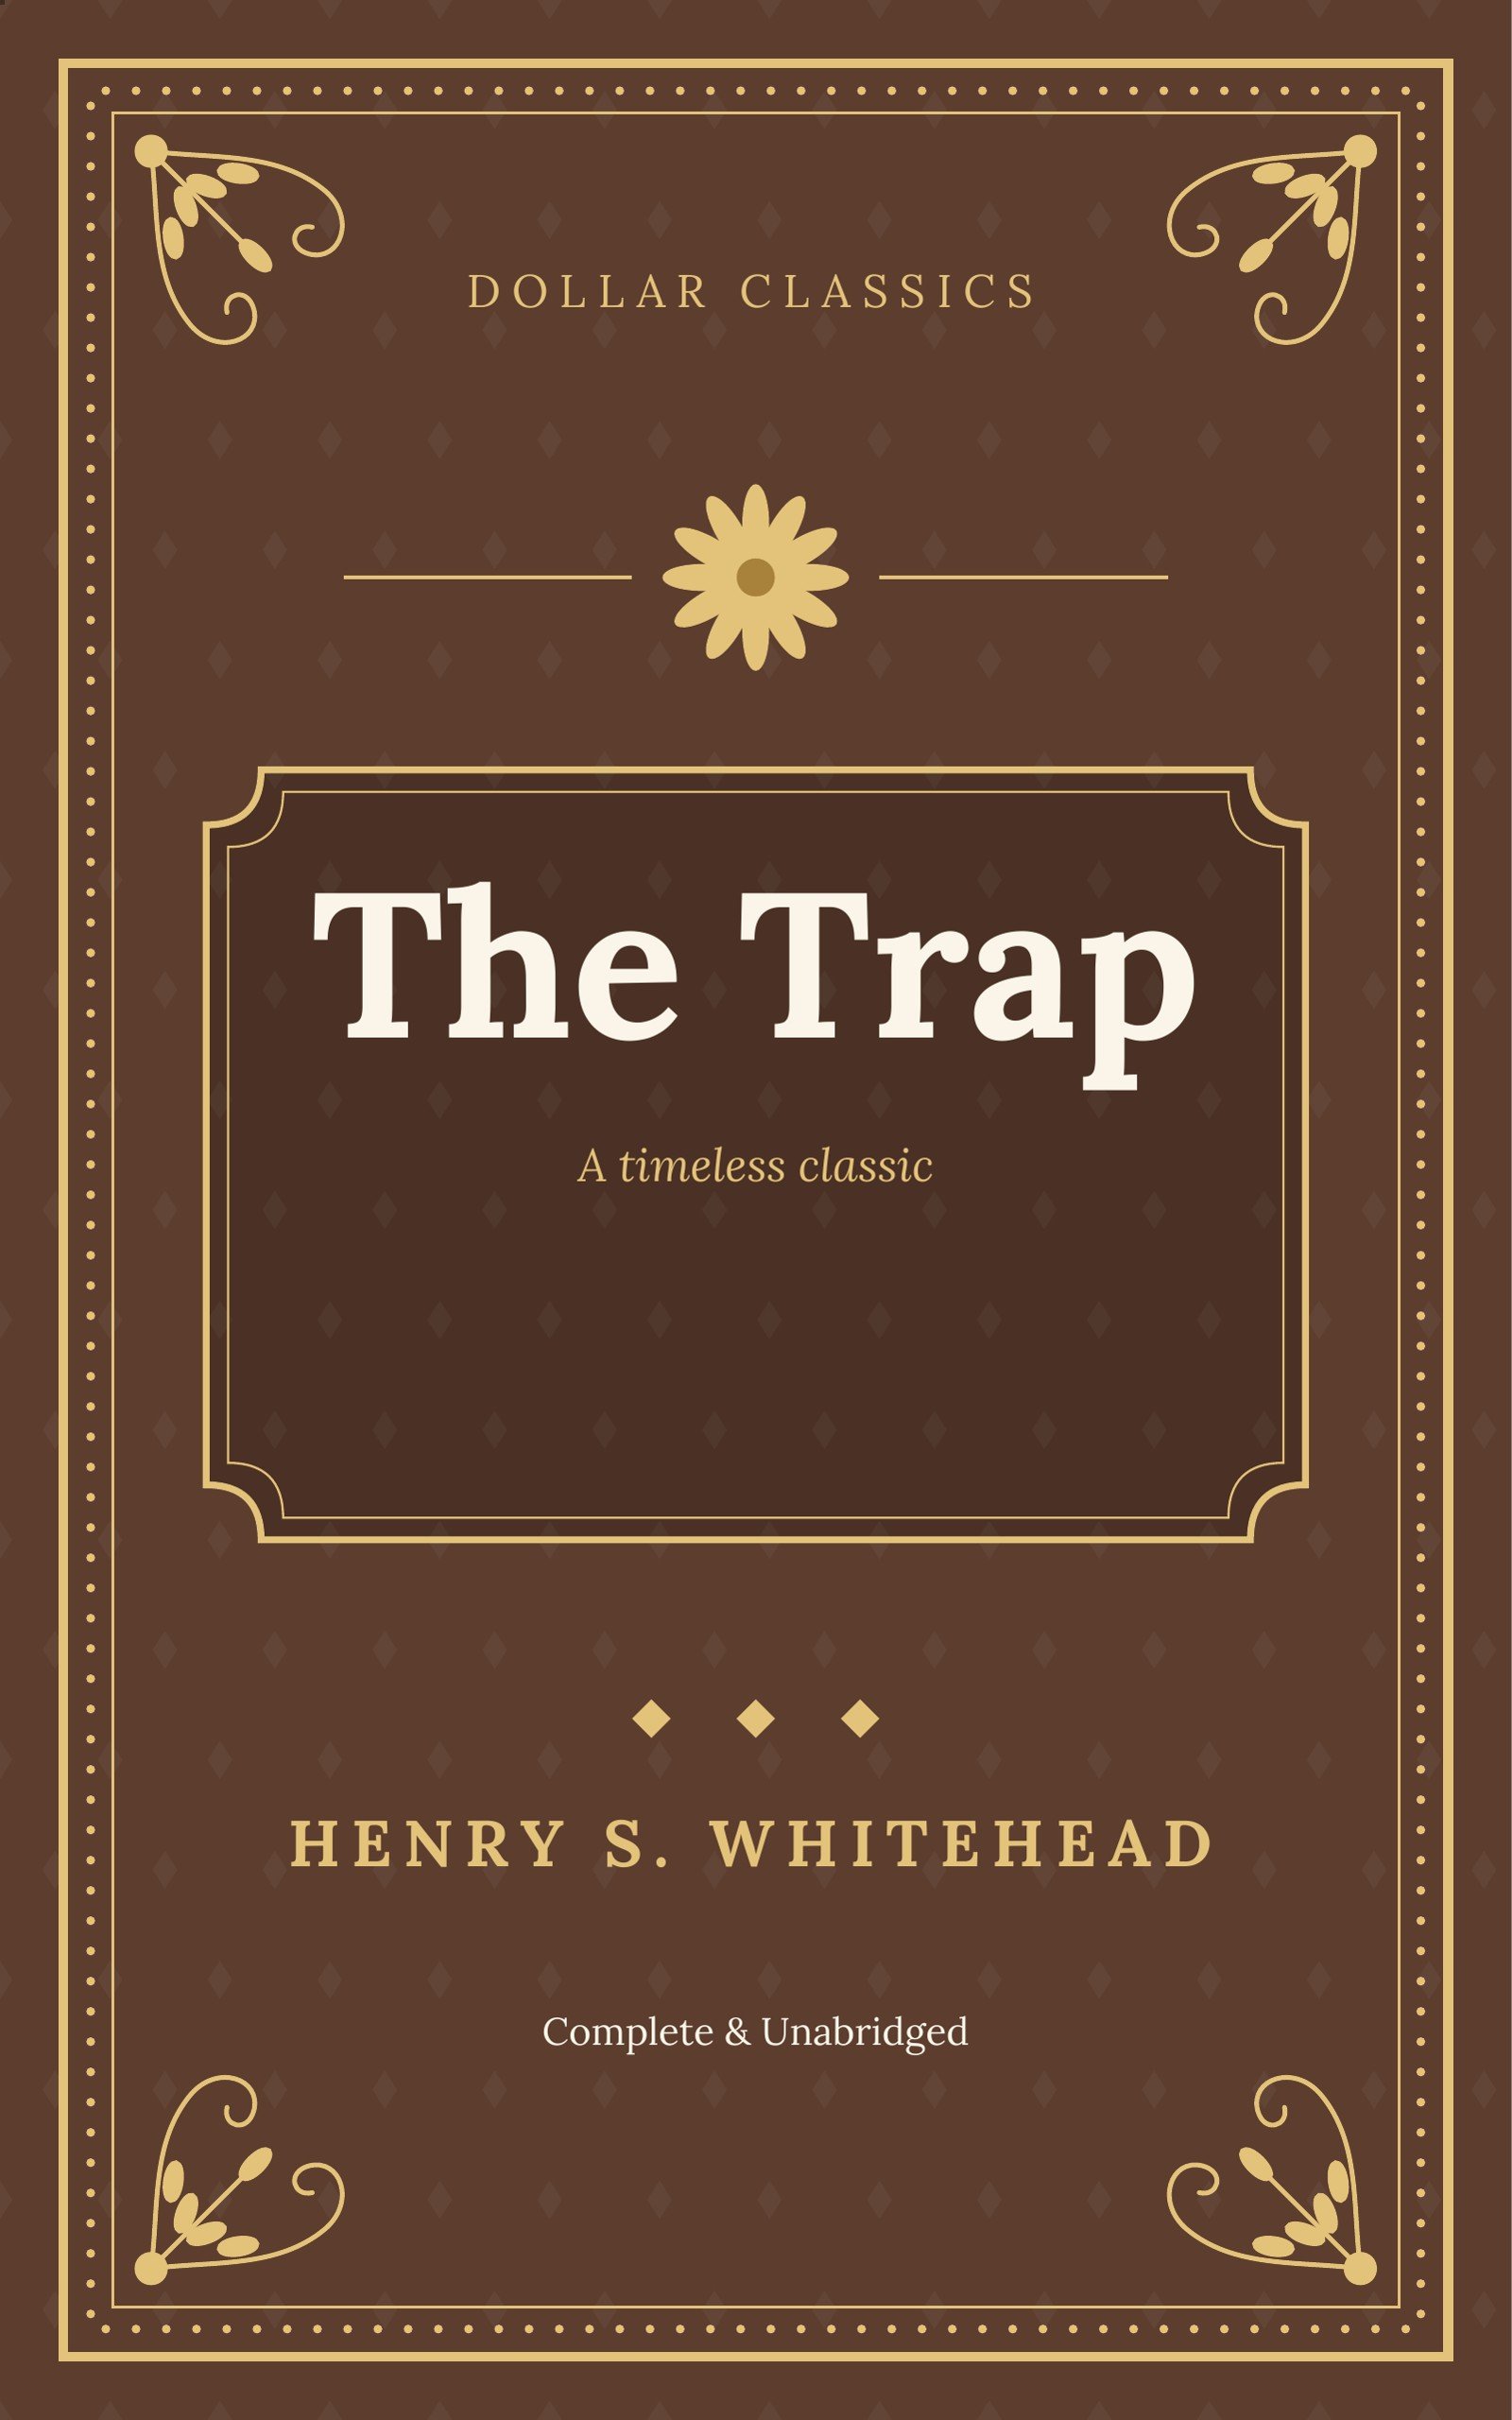 DOLLAR CLASSICS
The Trap
A timeless classic
HENRY S. WHITEHEAD
Complete & Unabridged